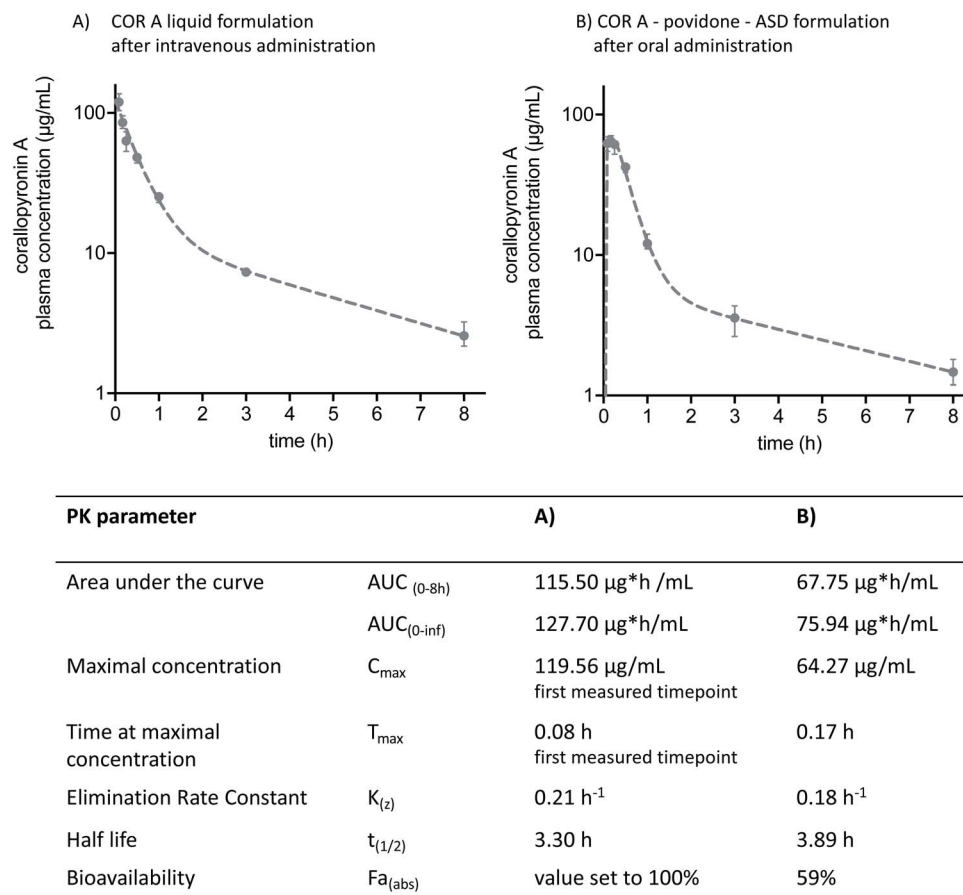 A) COR A liquid formulation
after intravenous administration
corallopyronin A
plasma concentration (µg/mL)
100
10
1
0 1 2 3 4 5 6 7 8
time (h)
B) COR A - povidone - ASD formulation
after oral administration
corallopyronin A
plasma concentration (µg/mL)
100
10
1
0 1 2 3 4 5 6 7 8
time (h)
PK parameter A) B)
Area under the curve AUC (0-8h) 115.50 µg*h /mL 67.75 µg*h/mL
AUC(0-inf) 127.70 µg*h/mL 75.94 µg*h/mL
Maximal concentration Cmax 119.56 µg/mL 64.27 µg/mL
first measured timepoint
Time at maximal Tmax 0.08 h 0.17 h
concentration first measured timepoint
Elimination Rate Constant K(z) 0.21 h-1 0.18 h-1
Half life t(1/2) 3.30 h 3.89 h
Bioavailability Fa(abs) value set to 100% 59%